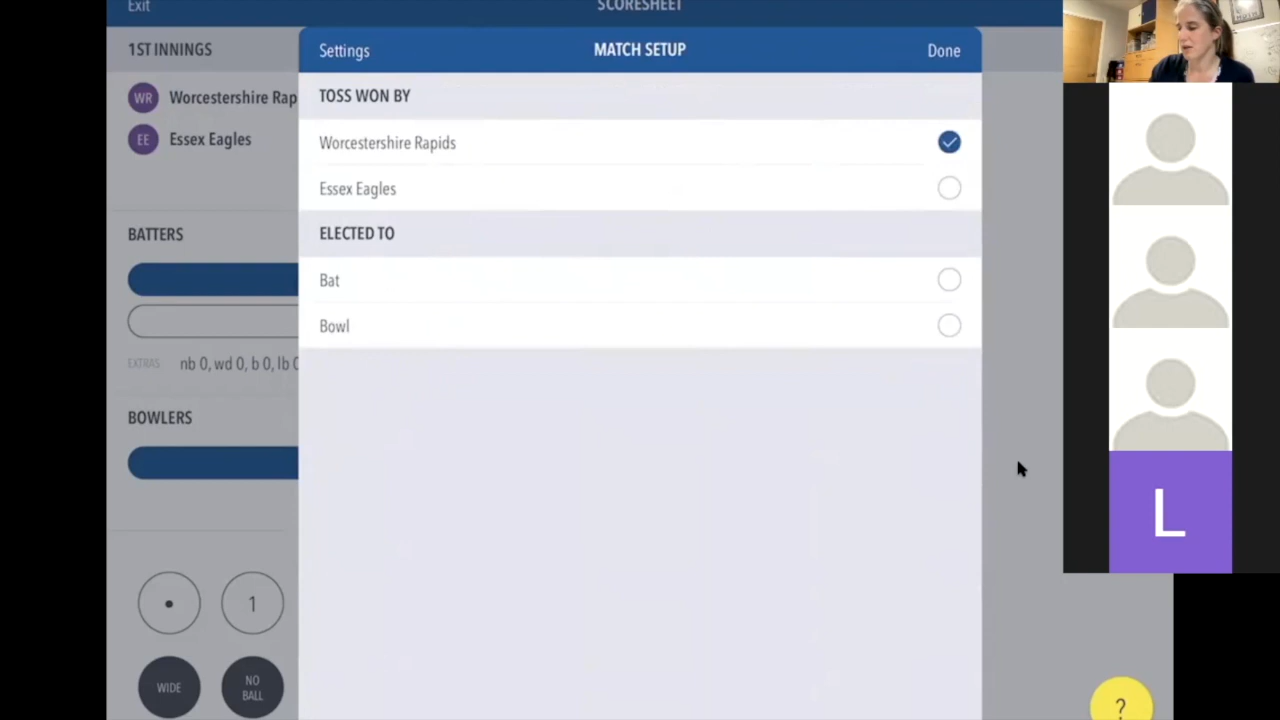 Exit
SCORESHEET
1ST INNINGS
WR Worcestershire Rap
EE Essex Eagles
BATTERS
EXTRAS nb 0, wd 0, b 0, lb 0
BOWLERS
• 1
WIDE
NO
BALL
Settings MATCH SETUP Done
TOSS WON BY
Worcestershire Rapids
Essex Eagles
ELECTED TO
Bat
Bowl
L
?